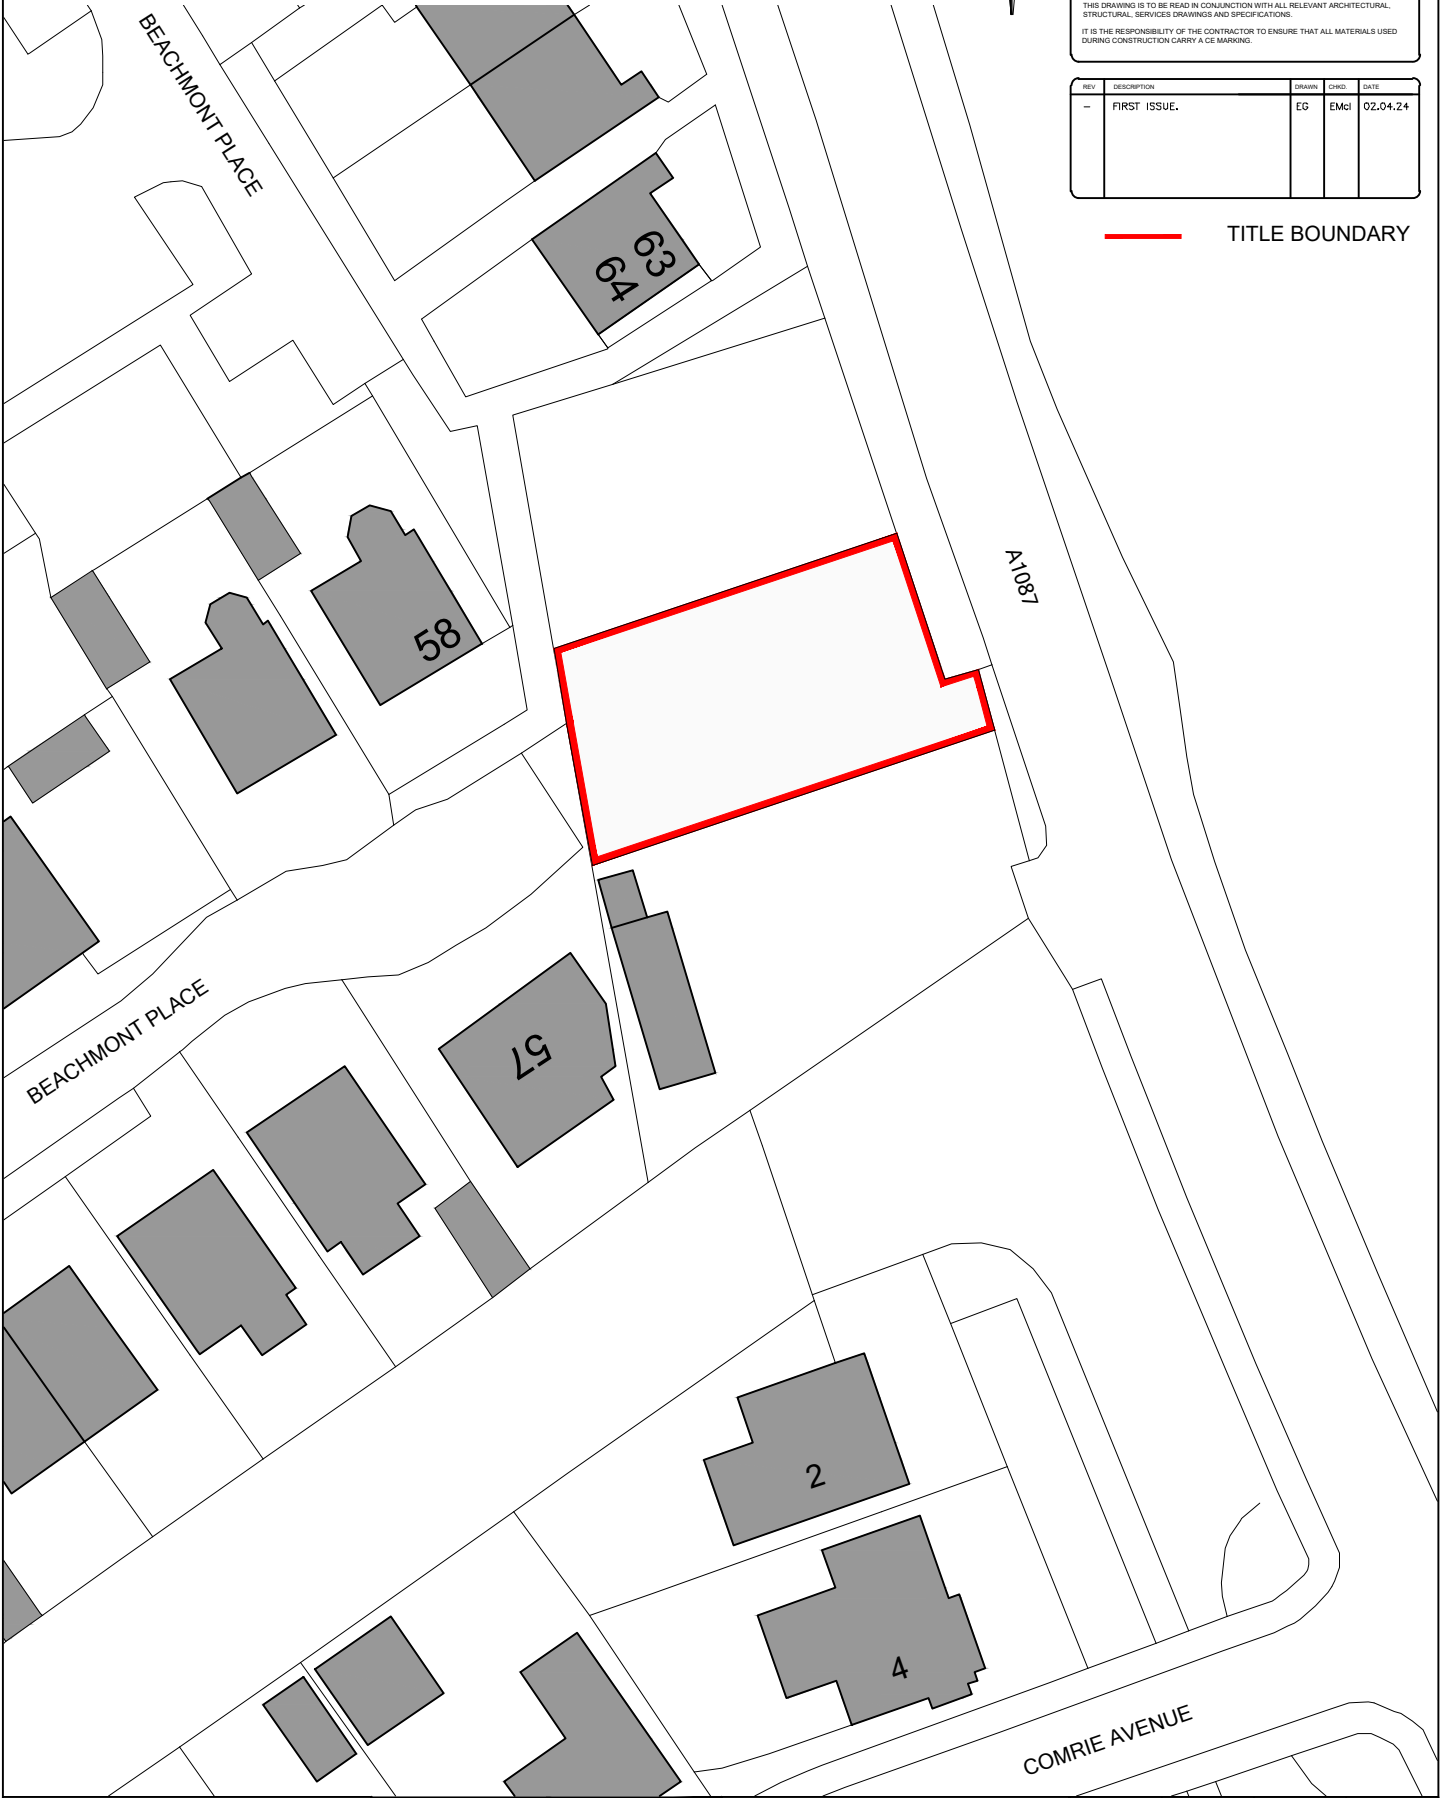 THIS DRAWING IS TO BE READ IN CONJUNCTION WITH ALL RELEVANT ARCHITECTURAL,
STRUCTURAL, SERVICES DRAWINGS AND SPECIFICATIONS.
IT IS THE RESPONSIBILITY OF THE CONTRACTOR TO ENSURE THAT ALL MATERIALS USED
DURING CONSTRUCTION CARRY A CE MARKING.
REV DESCRIPTION DRAWN CHKD. DATE
– FIRST ISSUE. EG EMcI 02.04.24
TITLE BOUNDARY
BEACHMONT PLACE
63
64
A1087
58
57
BEACHMONT PLACE
2
4
COMRIE AVENUE